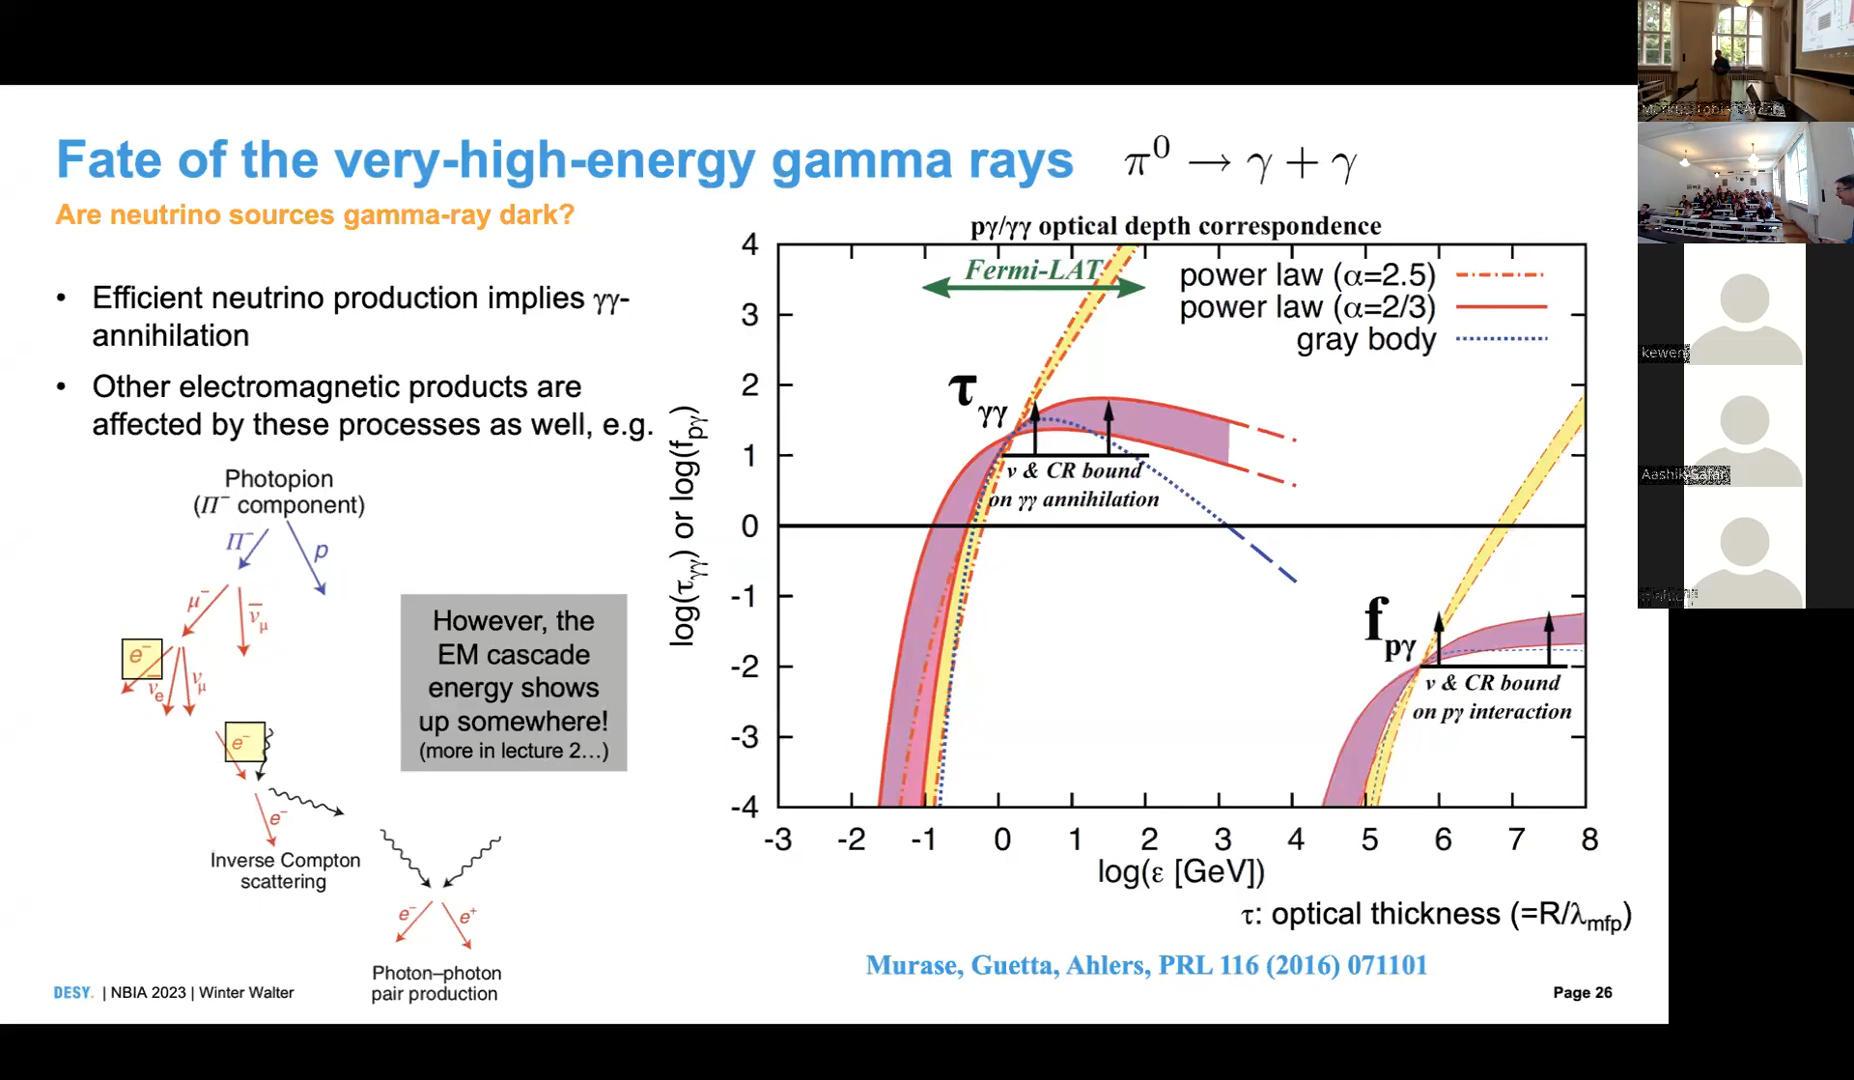 Fate of the very-high-energy gamma rays
π⁰ → γ + γ
Are neutrino sources gamma-ray dark?
• Efficient neutrino production implies γγ-
annihilation
• Other electromagnetic products are
affected by these processes as well, e.g.
Photopion
(Π⁻ component)
Π⁻
p
μ⁻
ν̄μ
e⁻
ν̄e
νμ
e⁻
e⁻
Inverse Compton
scattering
e⁻
e⁺
Photon–photon
pair production
However, the
EM cascade
energy shows
up somewhere!
(more in lecture 2...)
pγ/γγ optical depth correspondence
Fermi-LAT
power law (α=2.5)
power law (α=2/3)
gray body
τγγ
ν & CR bound
on γγ annihilation
fpγ
ν & CR bound
on pγ interaction
log(τγγ) or log(fpγ)
4
3
2
1
0
-1
-2
-3
-4
-3 -2 -1 0 1 2 3 4 5 6 7 8
log(ε [GeV])
τ: optical thickness (=R/λmfp)
Murase, Guetta, Ahlers, PRL 116 (2016) 071101
DESY. | NBIA 2023 | Winter Walter
Page 26